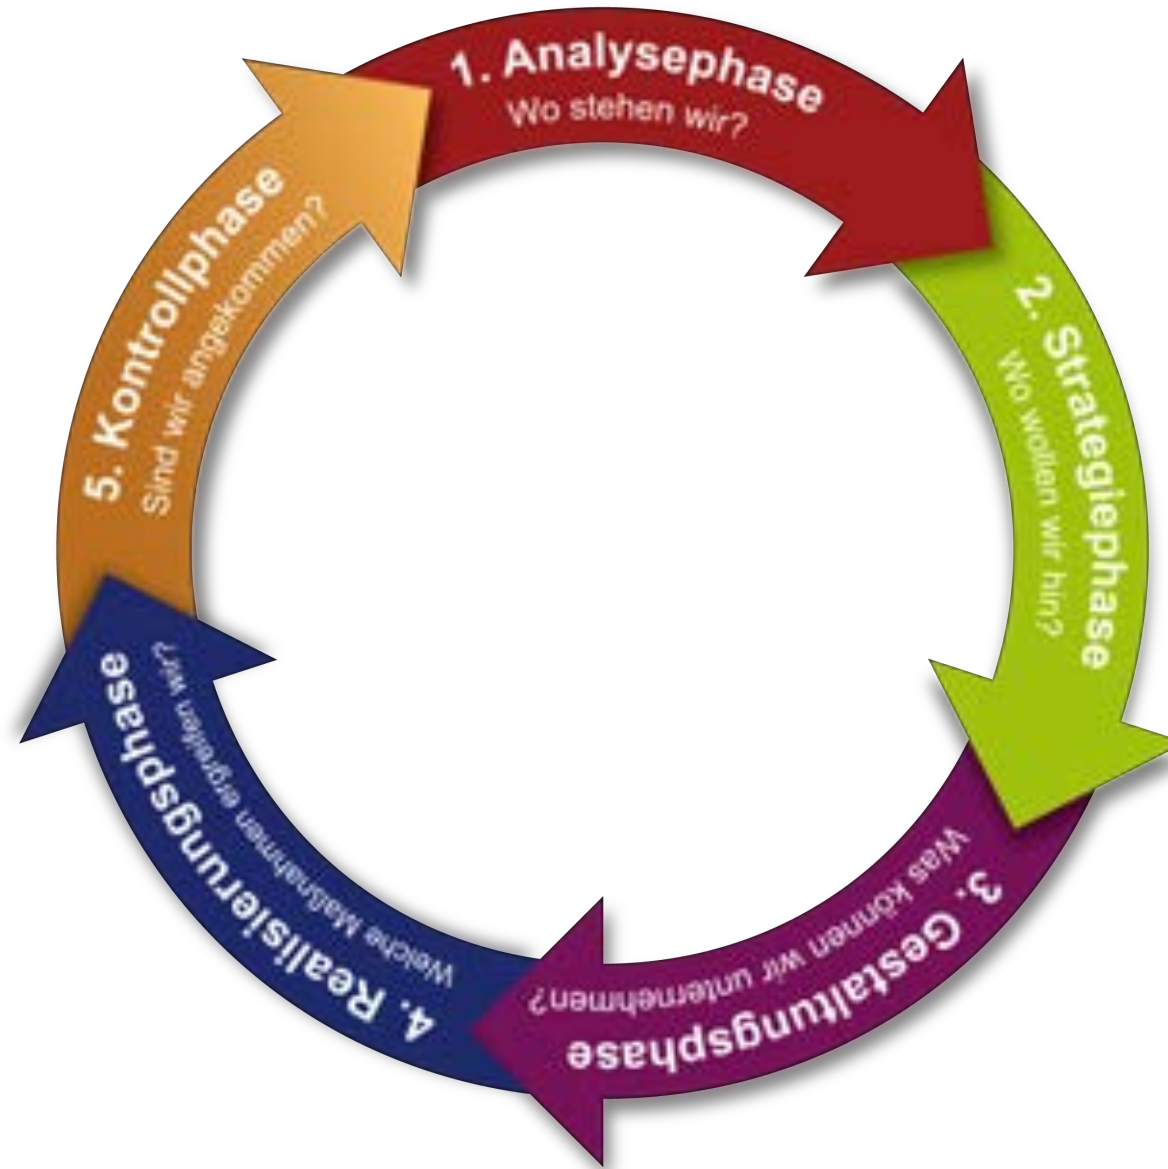 1. Analysephase
Wo stehen wir?
2. Strategiephase
Wo wollen wir hin?
3. Gestaltungsphase
Was können wir unternehmen?
4. Realisierungsphase
Welche Maßnahmen ergreifen wir?
5. Kontrollphase
Sind wir angekommen?